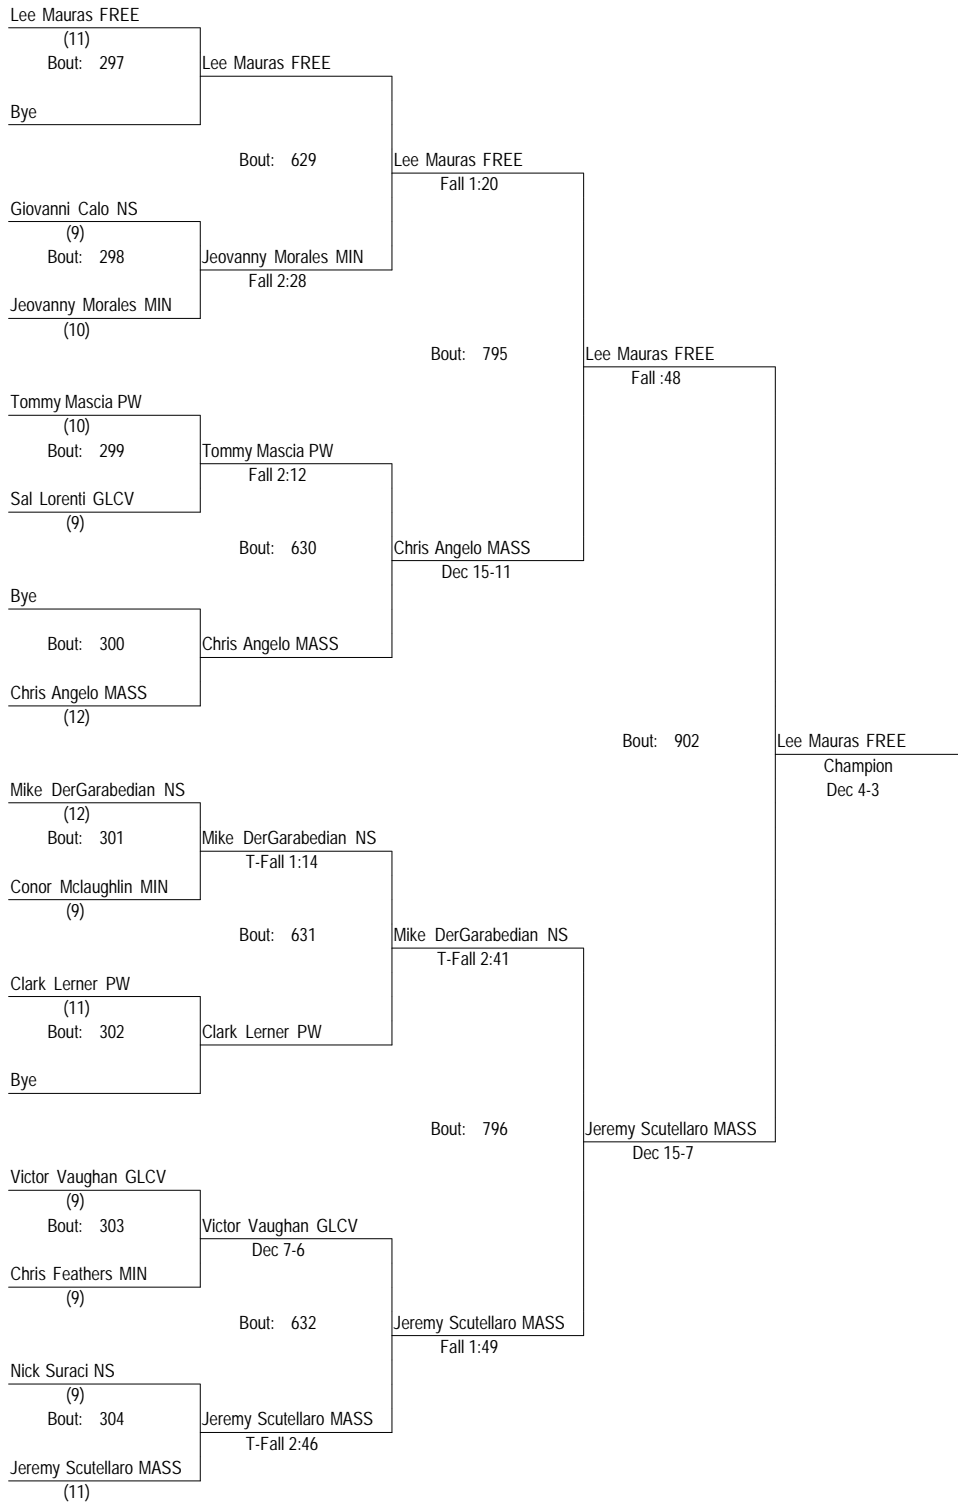 Lee Mauras FREE
(11)
Bout: 297
Lee Mauras FREE
Bye
Bout: 629
Lee Mauras FREE
Fall 1:20
Giovanni Calo NS
(9)
Bout: 298
Jeovanny Morales MIN
Fall 2:28
Jeovanny Morales MIN
(10)
Bout: 795
Lee Mauras FREE
Fall :48
Tommy Mascia PW
(10)
Bout: 299
Tommy Mascia PW
Fall 2:12
Sal Lorenti GLCV
(9)
Bout: 630
Chris Angelo MASS
Dec 15-11
Bye
Bout: 300
Chris Angelo MASS
Chris Angelo MASS
(12)
Bout: 902
Lee Mauras FREE
Champion
Dec 4-3
Mike DerGarabedian NS
(12)
Bout: 301
Mike DerGarabedian NS
T-Fall 1:14
Conor Mclaughlin MIN
(9)
Bout: 631
Mike DerGarabedian NS
T-Fall 2:41
Clark Lerner PW
(11)
Bout: 302
Clark Lerner PW
Bye
Bout: 796
Jeremy Scutellaro MASS
Dec 15-7
Victor Vaughan GLCV
(9)
Bout: 303
Victor Vaughan GLCV
Dec 7-6
Chris Feathers MIN
(9)
Bout: 632
Jeremy Scutellaro MASS
Fall 1:49
Nick Suraci NS
(9)
Bout: 304
Jeremy Scutellaro MASS
T-Fall 2:46
Jeremy Scutellaro MASS
(11)